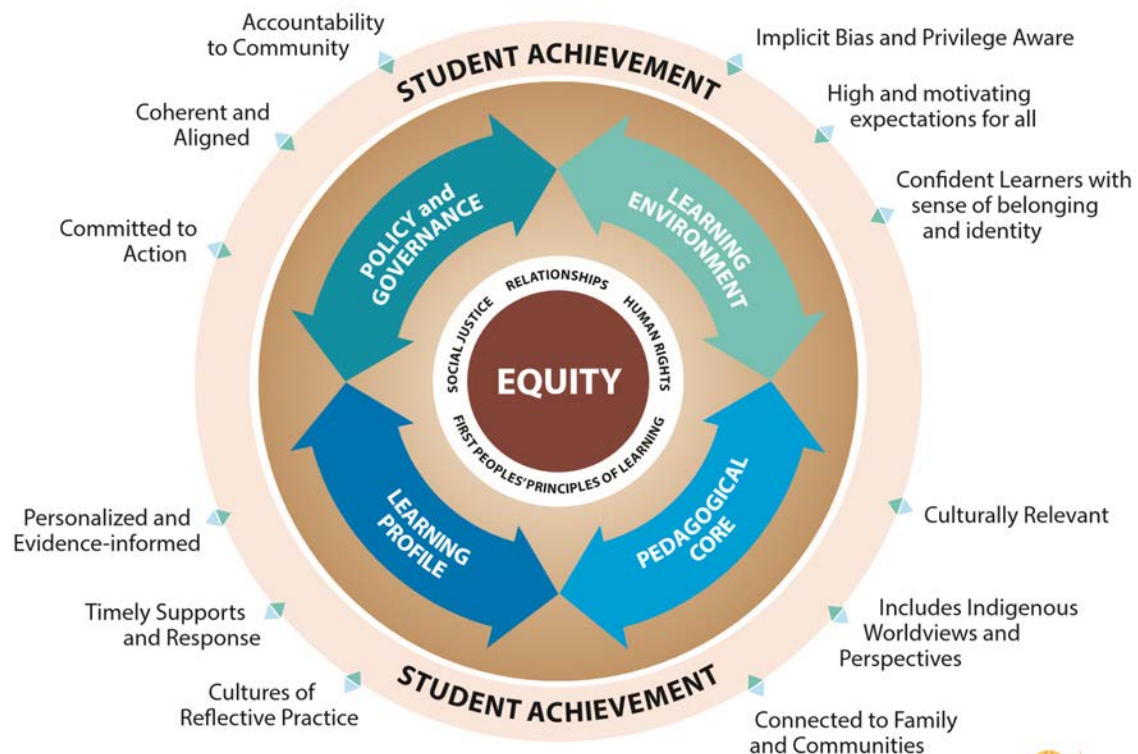 Accountability
to Community
Coherent and
Aligned
Committed to
Action
STUDENT ACHIEVEMENT
Implicit Bias and Privilege Aware
High and motivating
expectations for all
Confident Learners with
sense of belonging
and identity
POLICY and
GOVERNANCE
LEARNING
ENVIRONMENT
SOCIAL JUSTICE
RELATIONSHIPS
HUMAN RIGHTS
EQUITY
FIRST PEOPLES' PRINCIPLES OF LEARNING
LEARNING
PROFILE
PEDAGOGICAL
CORE
Personalized and
Evidence-informed
Timely Supports
and Response
Cultures of
Reflective Practice
STUDENT ACHIEVEMENT
Culturally Relevant
Includes Indigenous
Worldviews and
Perspectives
Connected to Family
and Communities